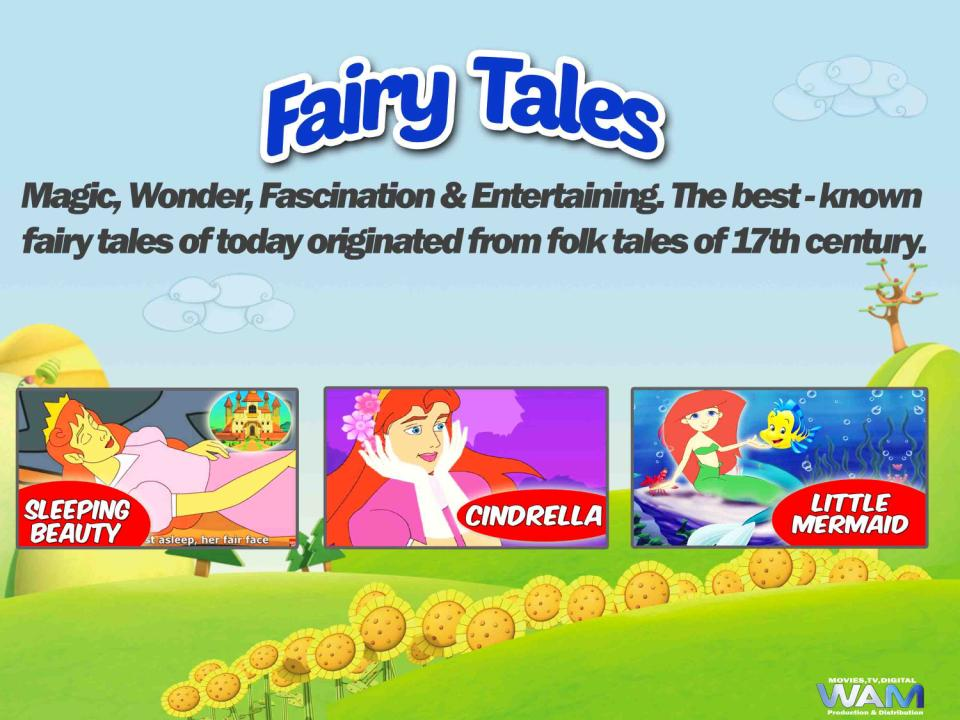 Fairy Tales
Magic, Wonder, Fascination & Entertaining. The best - known
fairy tales of today originated from folk tales of 17th century.
SLEEPING
BEAUTY
st asleep, her fair face
CINDRELLA
LITTLE
MERMAID
MOVIES,TV,DIGITAL
WAM
Production & Distribution